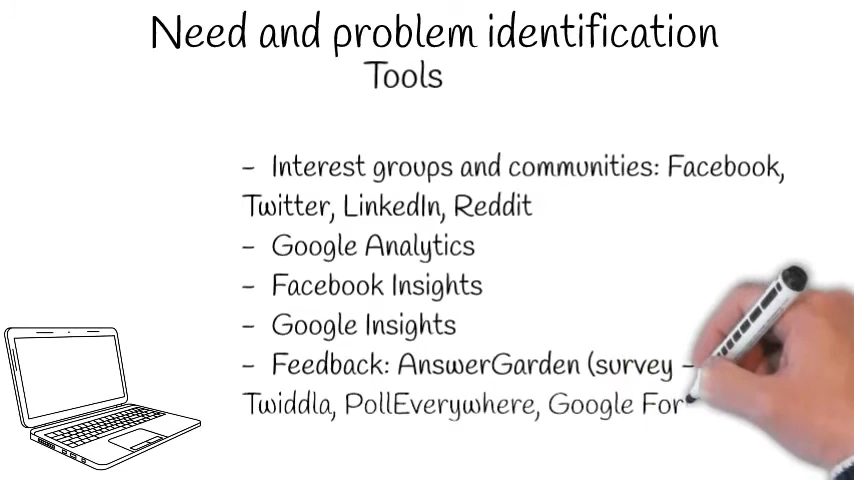 Need and problem identification
Tools
- Interest groups and communities: Facebook,
Twitter, LinkedIn, Reddit
- Google Analytics
- Facebook Insights
- Google Insights
- Feedback: AnswerGarden (survey -
Twiddla, PollEverywhere, Google For